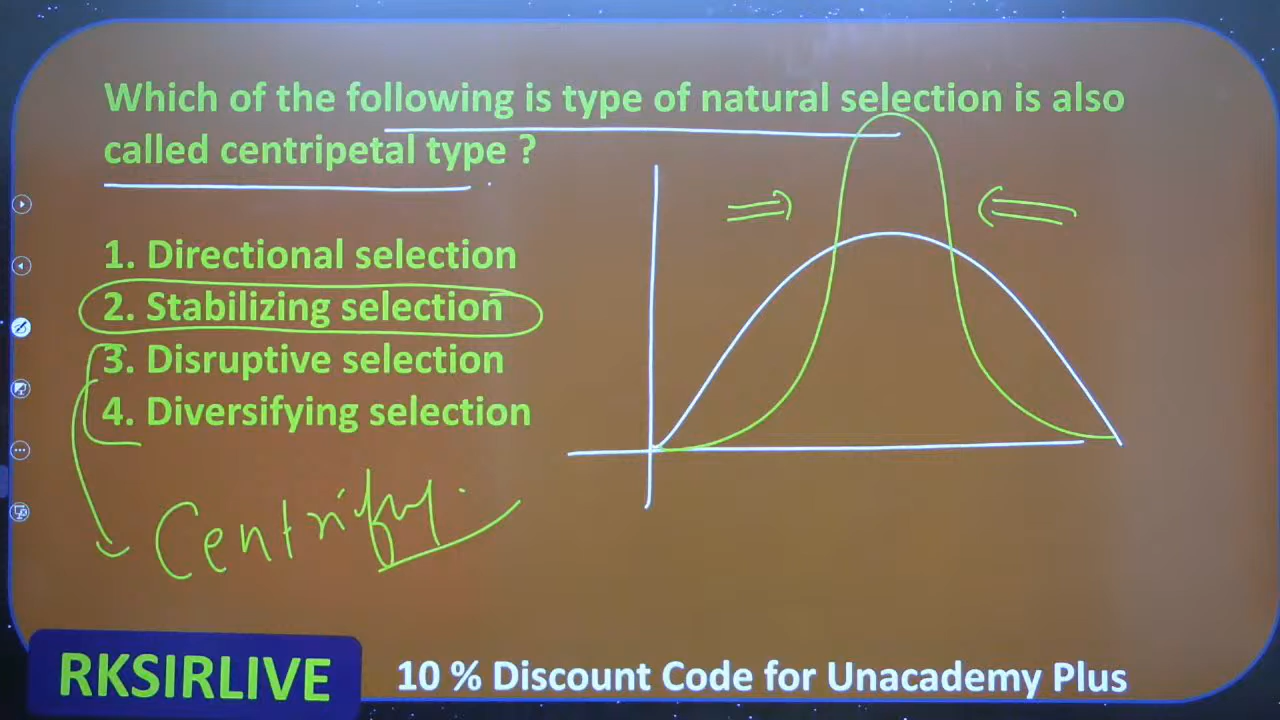 Which of the following is type of natural selection is also
called centripetal type ?
1. Directional selection
2. Stabilizing selection
3. Disruptive selection
4. Diversifying selection
Centrifug.
RKSIRLIVE
10 % Discount Code for Unacademy Plus